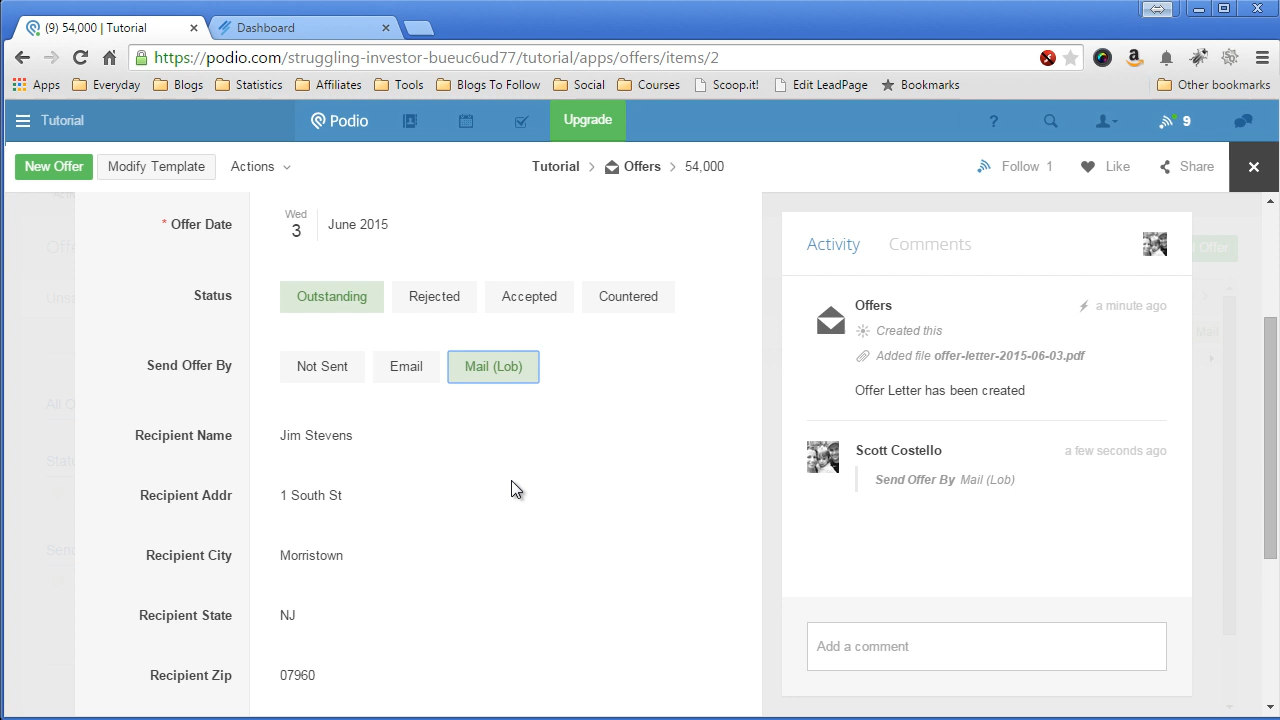 (9) 54,000 | Tutorial
Dashboard
https://podio.com/struggling-investor-bueuc6ud77/tutorial/apps/offers/items/2
Apps Everyday Blogs Statistics Affiliates Tools Blogs To Follow Social Courses Scoop.it! Edit LeadPage Bookmarks Other bookmarks
Tutorial Podio Upgrade ? 9
New Offer Modify Template Actions Tutorial Offers 54,000 Follow 1 Like Share
* Offer Date Wed 3 June 2015
Status Outstanding Rejected Accepted Countered
Send Offer By Not Sent Email Mail (Lob)
Recipient Name Jim Stevens
Recipient Addr 1 South St
Recipient City Morristown
Recipient State NJ
Recipient Zip 07960
Activity Comments
Offers a minute ago
Created this
Added file offer-letter-2015-06-03.pdf
Offer Letter has been created
Scott Costello a few seconds ago
Send Offer By Mail (Lob)
Add a comment
Offer
Mail
All O